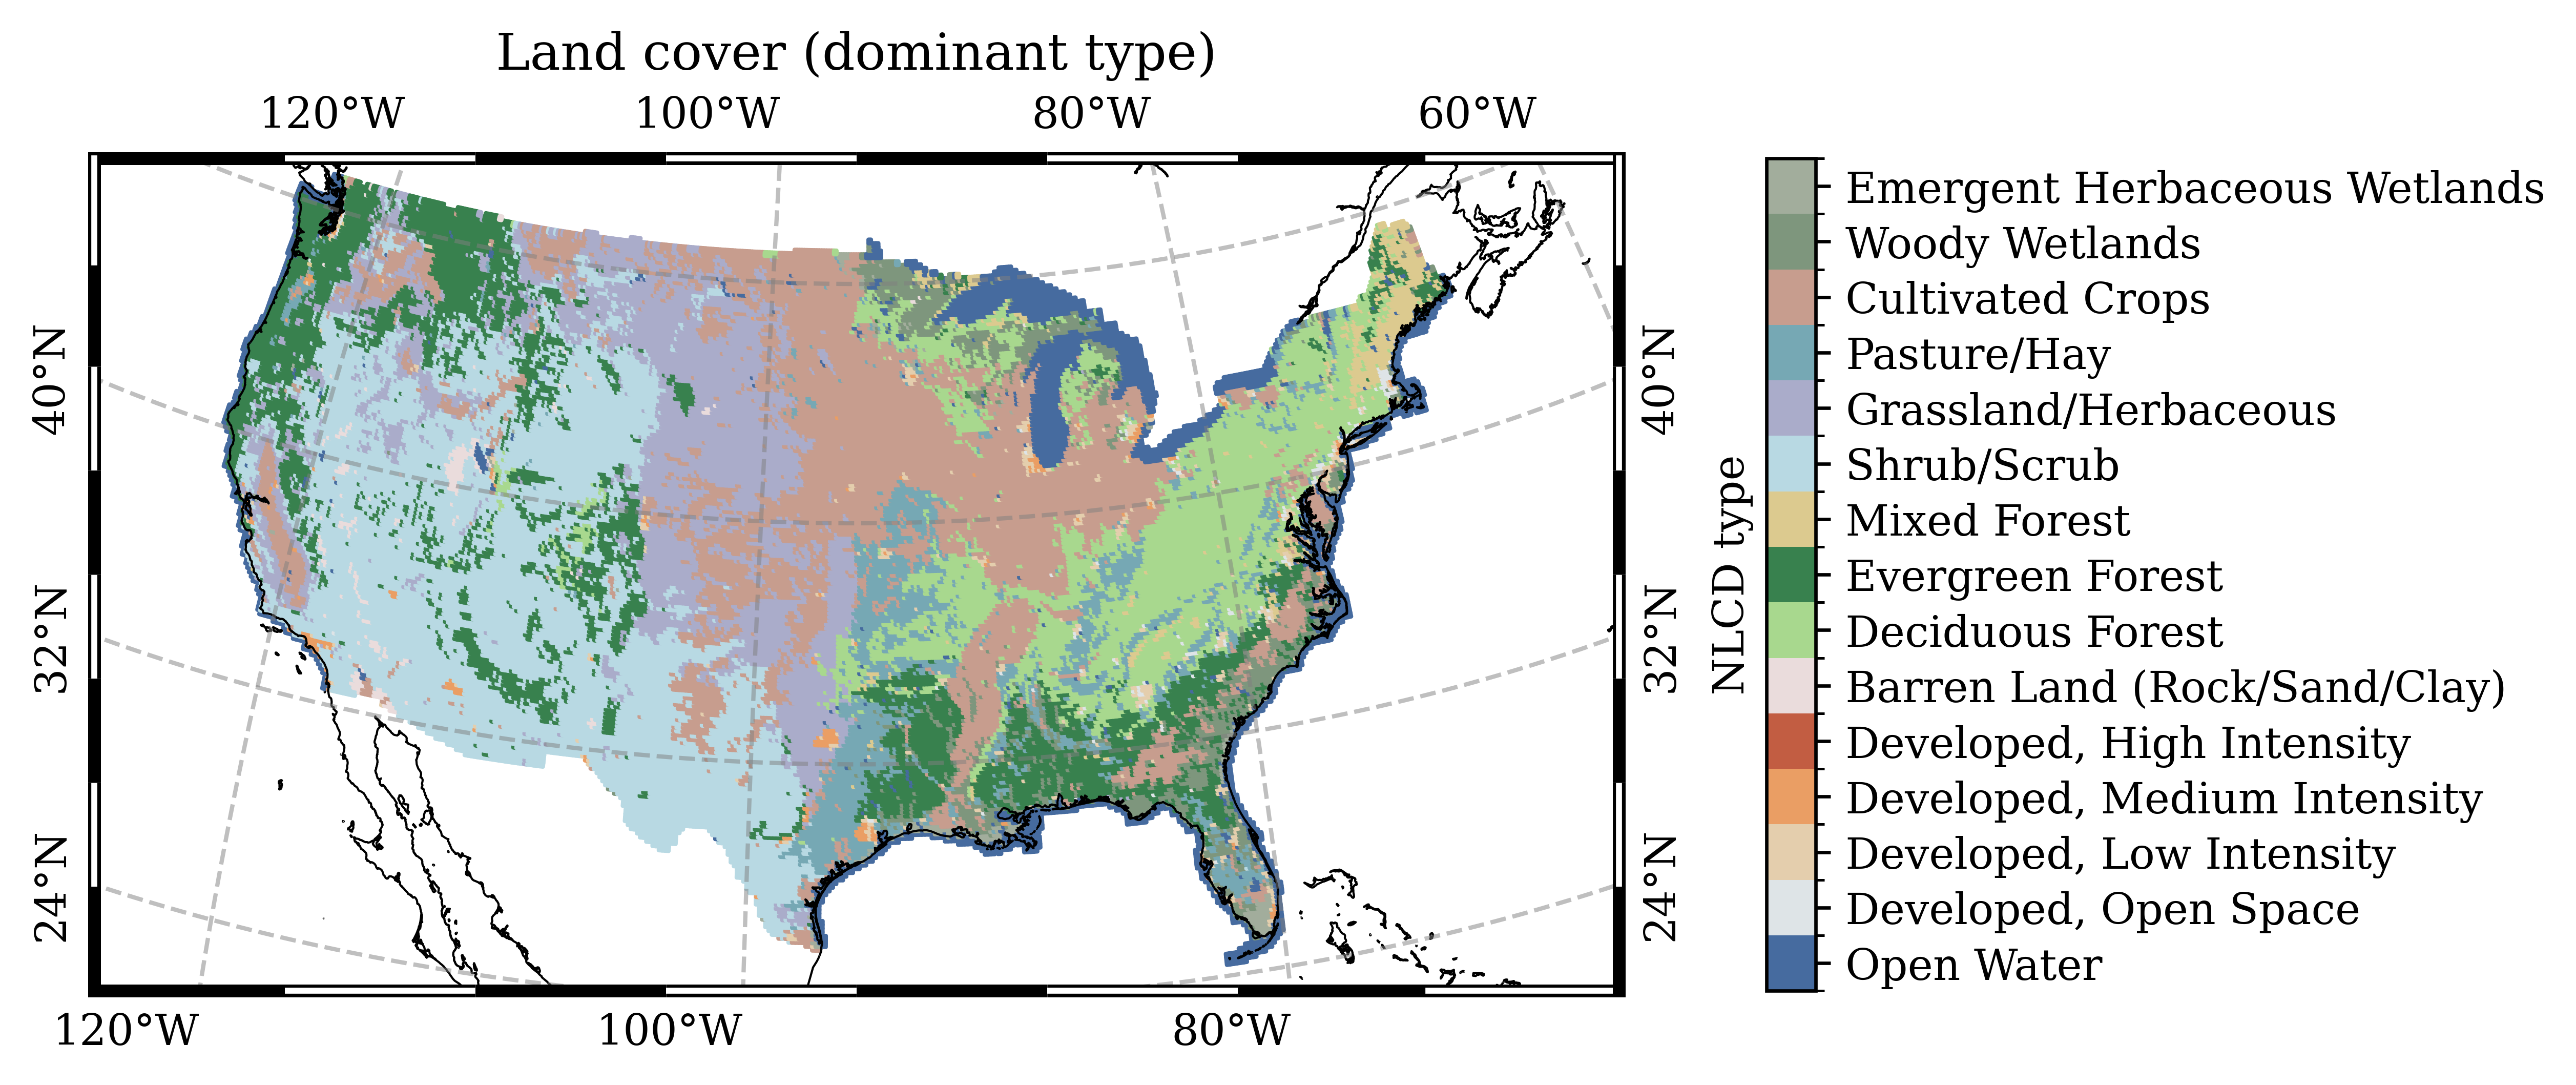 Land cover (dominant type)
120°W 100°W 80°W 60°W
40°N
32°N
24°N
40°N
32°N
24°N
120°W 100°W 80°W
NLCD type
Emergent Herbaceous Wetlands
Woody Wetlands
Cultivated Crops
Pasture/Hay
Grassland/Herbaceous
Shrub/Scrub
Mixed Forest
Evergreen Forest
Deciduous Forest
Barren Land (Rock/Sand/Clay)
Developed, High Intensity
Developed, Medium Intensity
Developed, Low Intensity
Developed, Open Space
Open Water